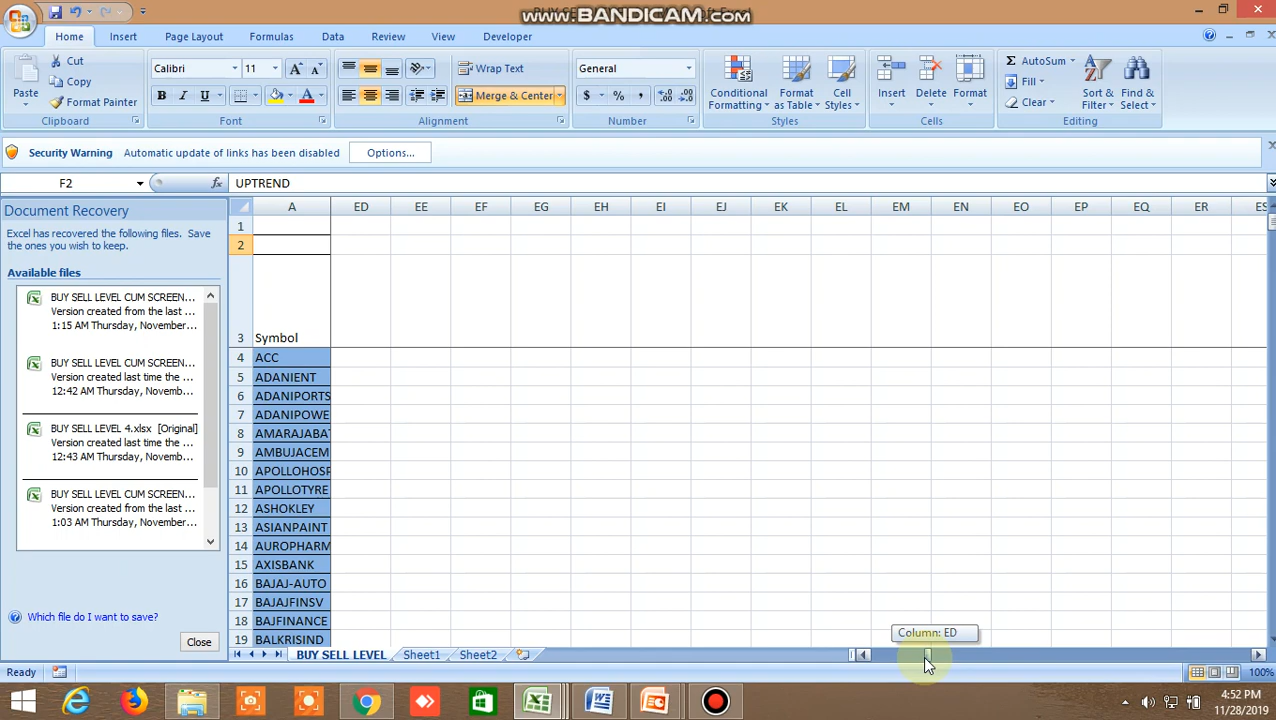 www.BANDICAM.com
Home Insert Page Layout Formulas Data Review View Developer
Paste
Cut
Copy
Format Painter
Clipboard
Calibri 11
B I U A
Font
Wrap Text
Merge & Center
Alignment
General
$ % ,
Number
Conditional Formatting
Format as Table
Cell Styles
Styles
Insert
Delete
Format
Cells
Σ AutoSum
Fill
Clear
Sort & Filter
Find & Select
Editing
Security Warning Automatic update of links has been disabled Options...
F2 fx UPTREND
Document Recovery
Excel has recovered the following files. Save
the ones you wish to keep.
Available files
BUY SELL LEVEL CUM SCREEN...
Version created from the last ...
1:15 AM Thursday, November...
BUY SELL LEVEL CUM SCREEN...
Version created last time the ...
12:42 AM Thursday, Novemb...
BUY SELL LEVEL 4.xlsx [Original]
Version created last time the ...
12:43 AM Thursday, Novemb...
BUY SELL LEVEL CUM SCREEN...
Version created from the last ...
1:03 AM Thursday, November...
Which file do I want to save?
Close
A ED EE EF EG EH EI EJ EK EL EM EN EO EP EQ ER ES
1
2
3 Symbol
4 ACC
5 ADANIENT
6 ADANIPORTS
7 ADANIPOWE
8 AMARAJABAT
9 AMBUJACEM
10 APOLLOHOSP
11 APOLLOTYRE
12 ASHOKLEY
13 ASIANPAINT
14 AUROPHARM
15 AXISBANK
16 BAJAJ-AUTO
17 BAJAJFINSV
18 BAJFINANCE
19 BALKRISIND
Column: ED
BUY SELL LEVEL Sheet1 Sheet2
Ready 100%
4:52 PM
11/28/2019